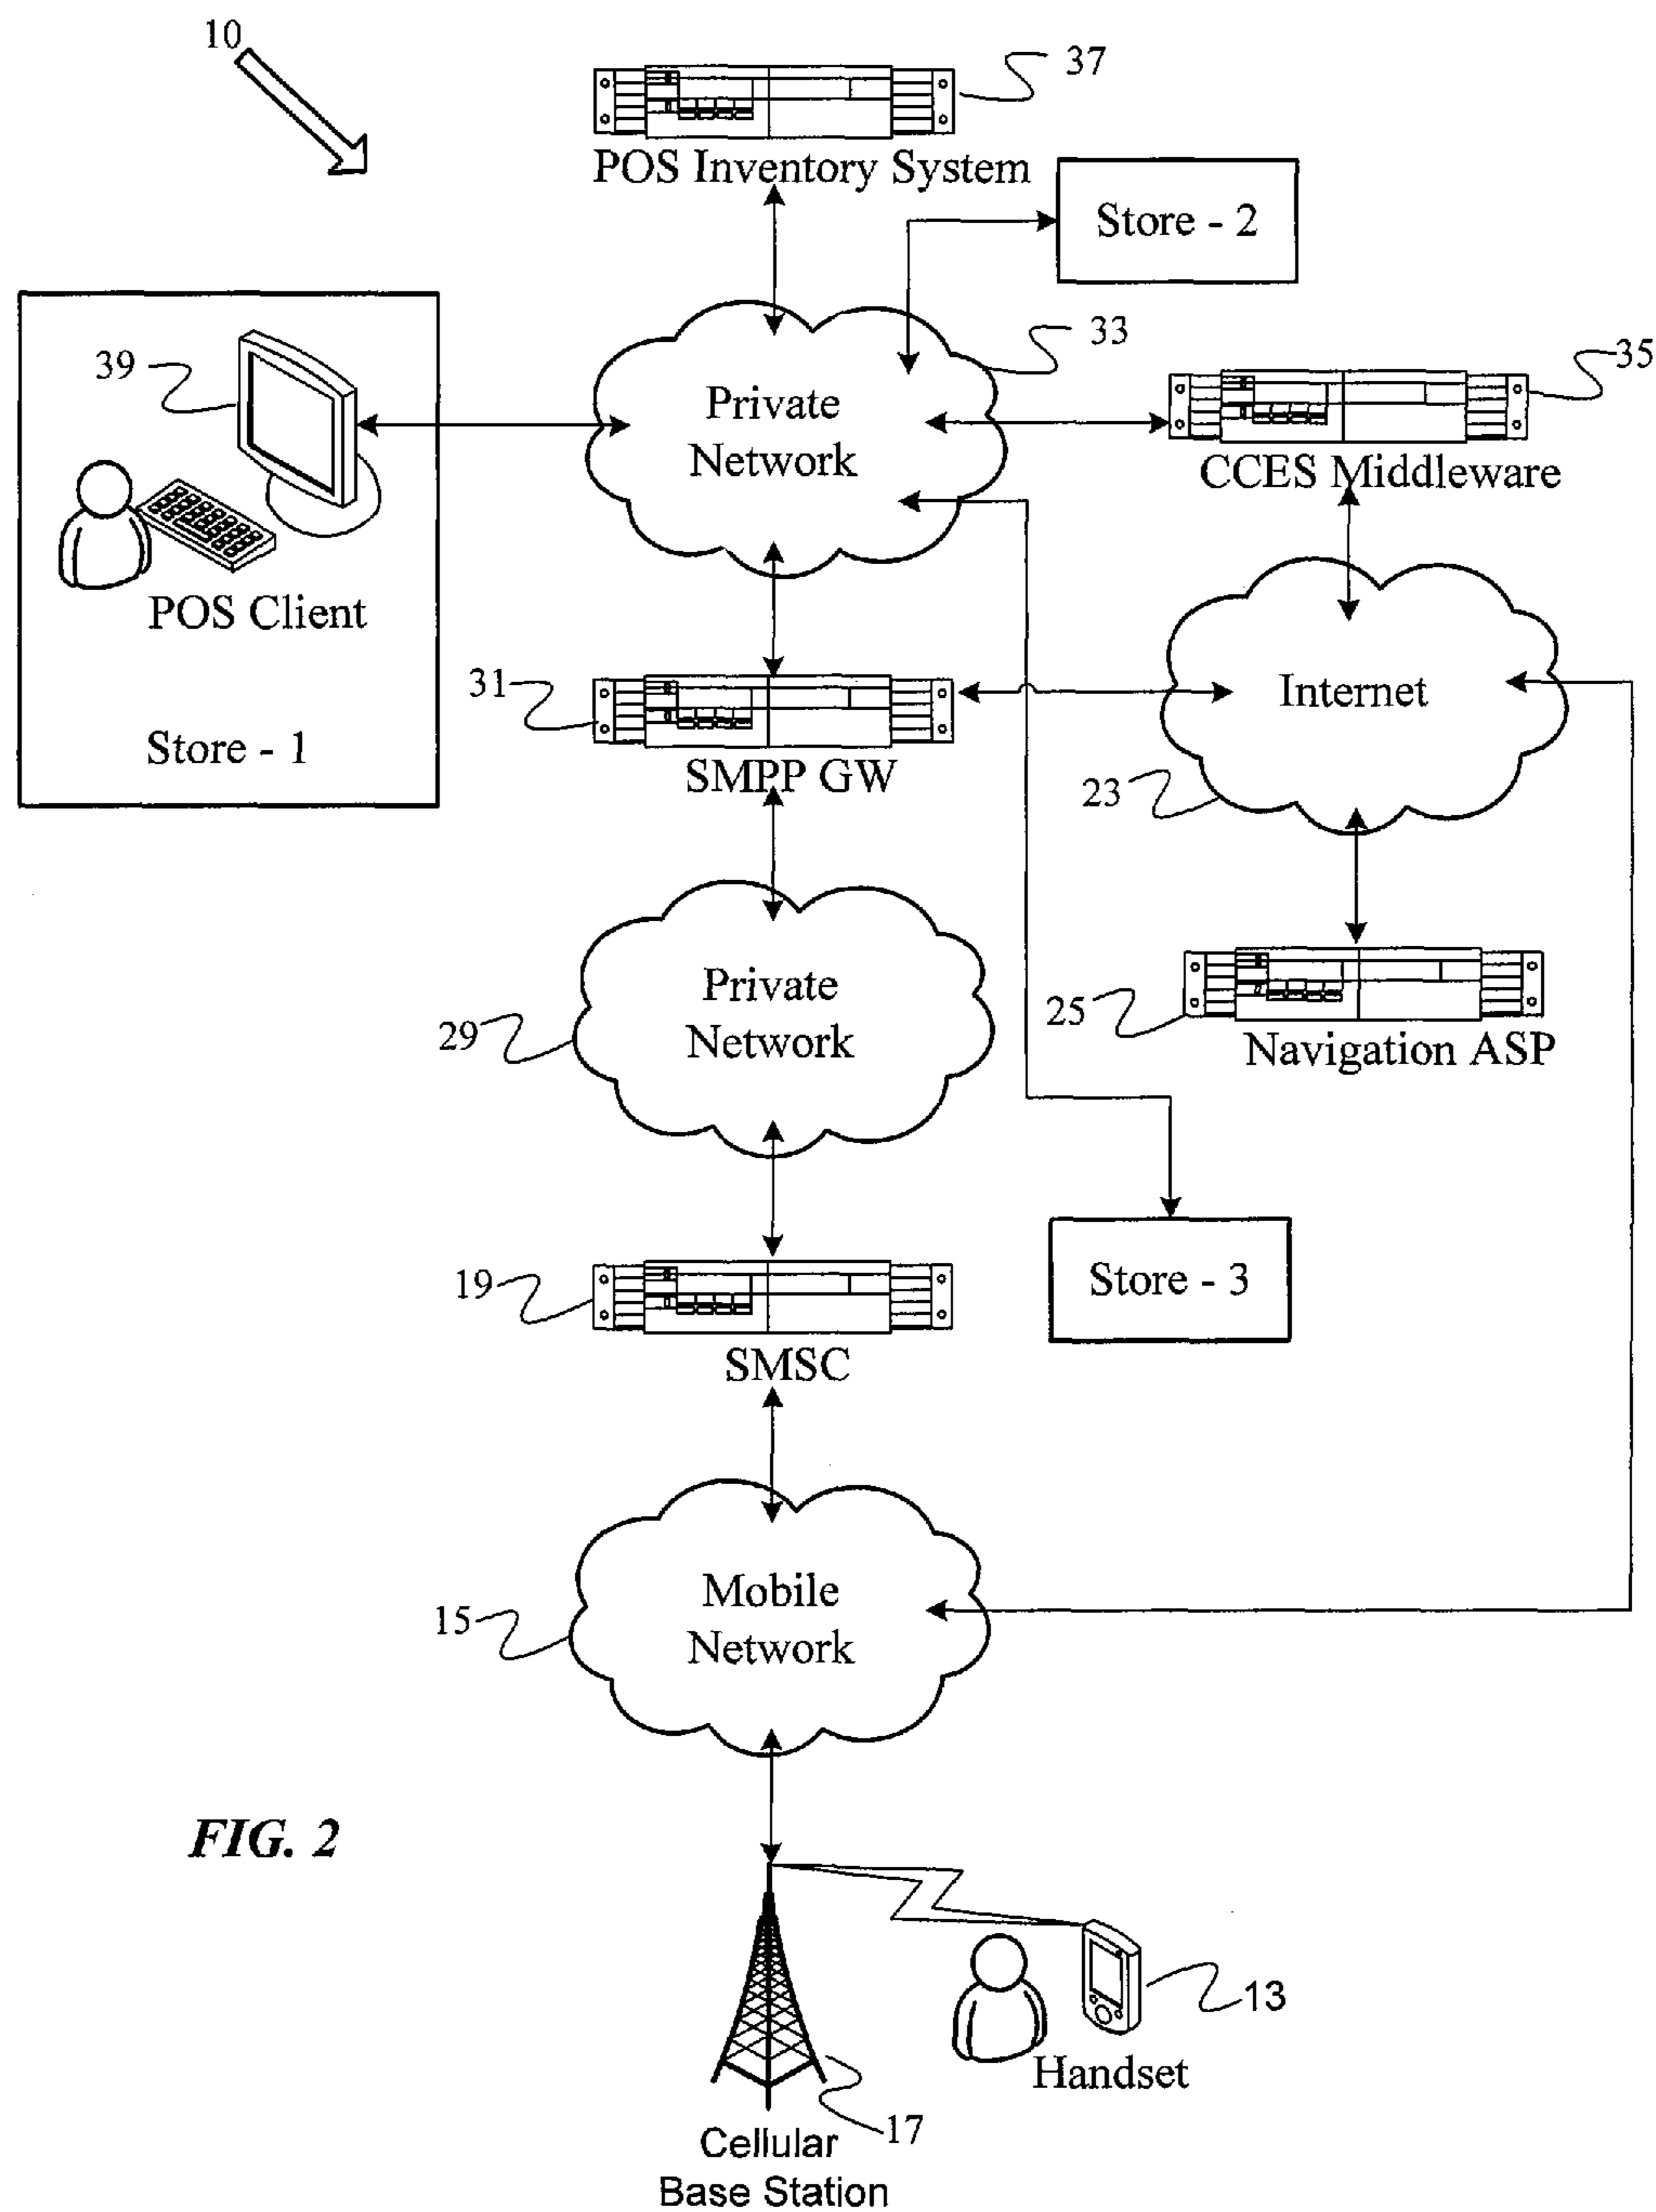 10
37
POS Inventory System
Store - 2
33
35
39
Private
Network
CCES Middleware
POS Client
Store - 1
31
SMPP GW
Internet
23
Private
Network
29
25
Navigation ASP
19
SMSC
Store - 3
15
Mobile
Network
FIG. 2
13
Handset
17
Cellular
Base Station